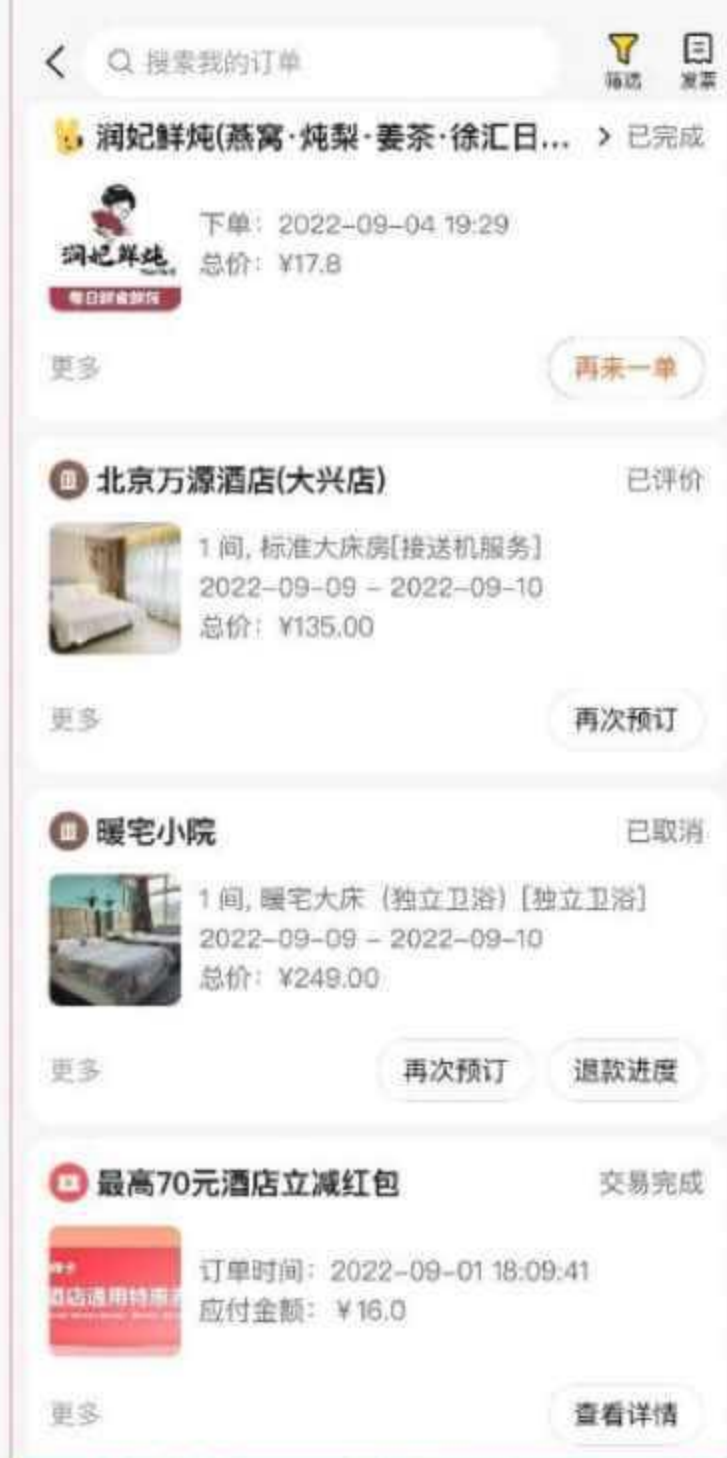 搜索我的订单
筛选
发票
润妃鲜炖(燕窝·炖梨·姜茶·徐汇日...
已完成
下单：2022-09-04 19:29
总价：¥17.8
润妃鲜炖
更多
再来一单
北京万源酒店(大兴店)
已评价
1 间, 标准大床房[接送机服务]
2022-09-09 - 2022-09-10
总价：¥135.00
更多
再次预订
暖宅小院
已取消
1 间, 暖宅大床（独立卫浴）[独立卫浴]
2022-09-09 - 2022-09-10
总价：¥249.00
更多
再次预订
退款进度
最高70元酒店立减红包
交易完成
订单时间：2022-09-01 18:09:41
应付金额：￥16.0
更多
查看详情